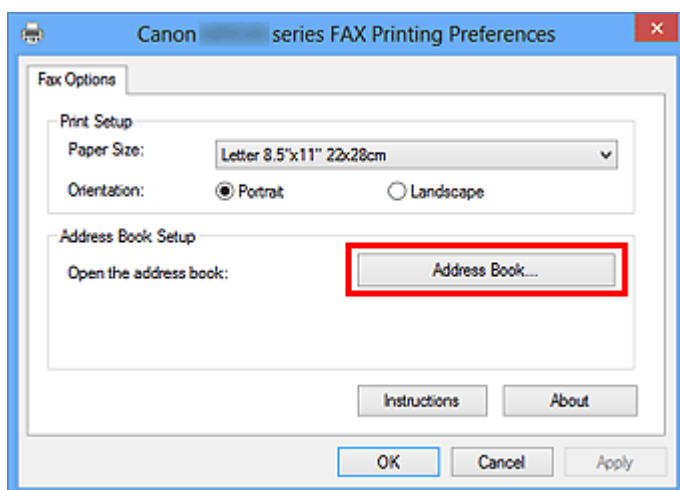 Canon series FAX Printing Preferences
Fax Options
Print Setup
Paper Size: Letter 8.5"x11" 22x28cm
Orientation: Portrait Landscape
Address Book Setup
Open the address book: Address Book...
Instructions About
OK Cancel Apply